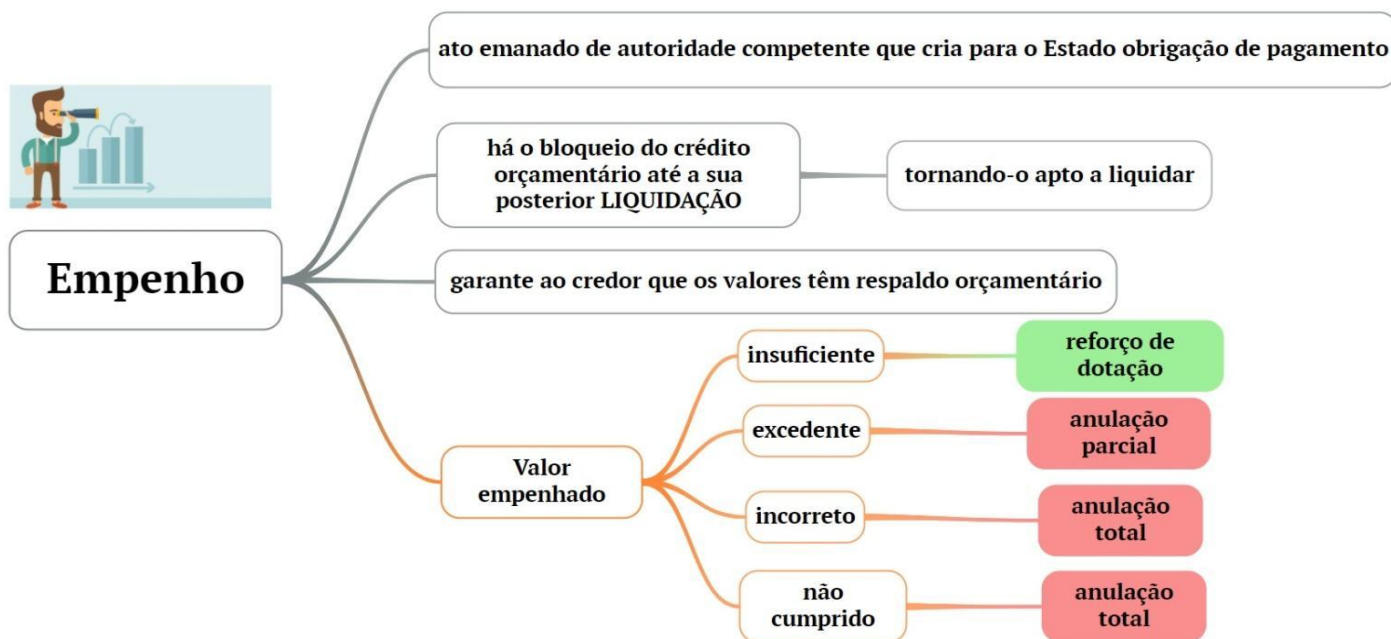 ato emanado de autoridade competente que cria para o Estado obrigação de pagamento
há o bloqueio do crédito
orçamentário até a sua
posterior LIQUIDAÇÃO
tornando-o apto a liquidar
Empenho
garante ao credor que os valores têm respaldo orçamentário
Valor
empenhado
insuficiente
reforço de
dotação
excedente
anulação
parcial
incorreto
anulação
total
não
cumprido
anulação
total